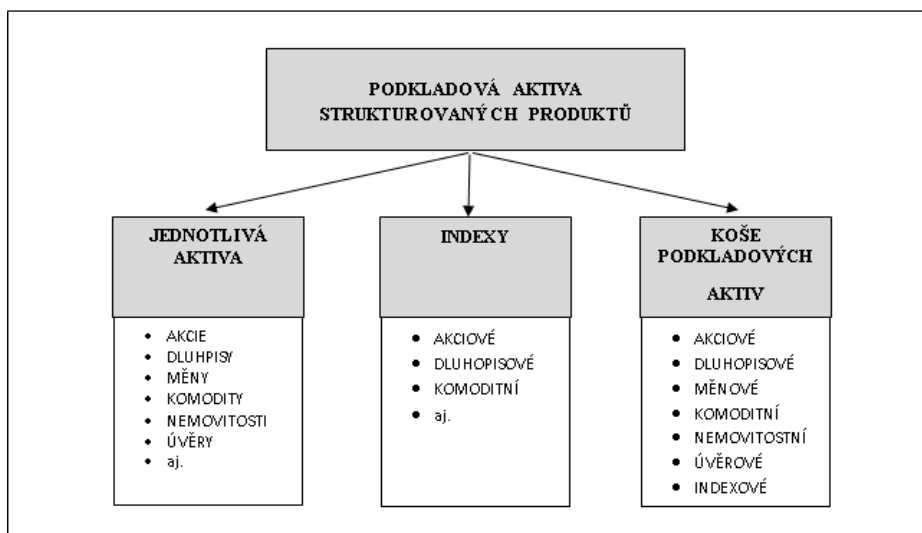 PODKLADOVÁ AKTIVA
STRUKTUROVANÝCH PRODUKTŮ
JEDNOTLIVÁ
AKTIVA
• AKCIE
• DLUHPISY
• MĚNY
• KOMODITY
• NEMOVITOSTI
• ÚVĚRY
• aj.
INDEXY
• AKCIOVÉ
• DLUHOPISOVÉ
• KOMODITNÍ
• aj.
KOŠE
PODKLADOVÝCH
AKTIV
• AKCIOVÉ
• DLUHOPISOVÉ
• MĚNOVÉ
• KOMODITNÍ
• NEMOVITOSTNÍ
• ÚVĚROVÉ
• INDEXOVÉ